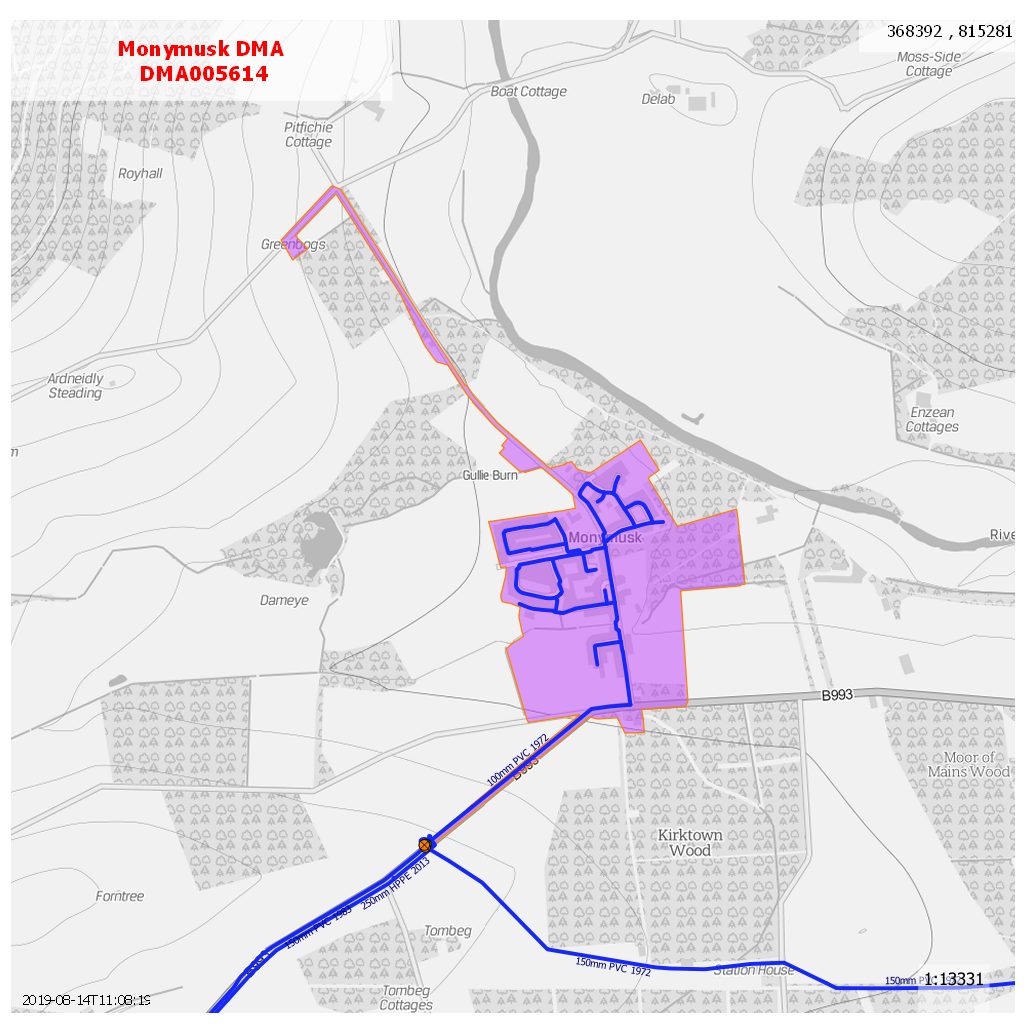 Monymusk DMA
DMA005614
368392 , 815281
Moss-Side
Cottage
Boat Cottage
Delab
Pitfichie
Cottage
Royhall
Greenbogs
Ardneidly
Steading
Enzean
Cottages
m
Gullie Burn
Rive
Monymusk
Dameye
B993
100mm PVC 1972
B993
Moor of
Mains Wood
Kirktown
Wood
250mm HPPE 2013
150mm PVC 1985
Forntree
Tombeg
150mm PVC 1972
Station House
150mm P
1:13331
Tombeg
Cottages
2019-08-14T11:08:19